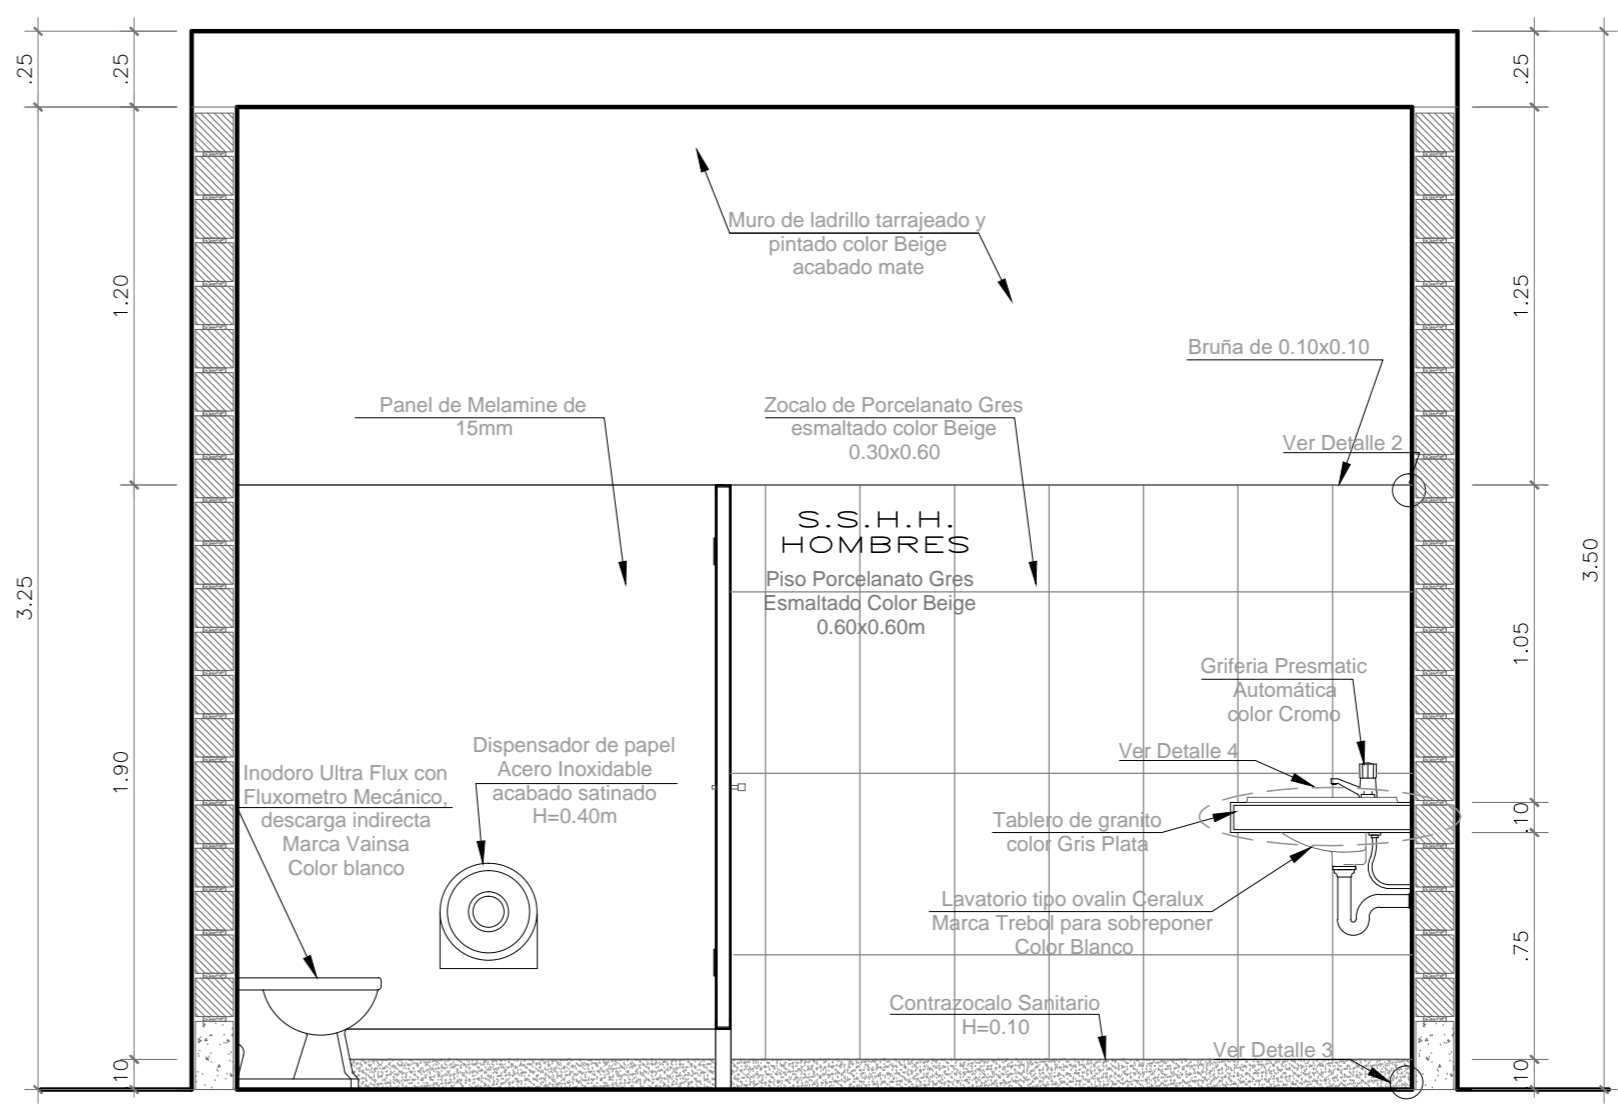 .25
.25
.25
1.20
1.25
3.25
3.50
1.90
1.05
.10
.75
.10
.10
Muro de ladrillo tarrajeado y
pintado color Beige
acabado mate
Bruña de 0.10x0.10
Panel de Melamine de
15mm
Zocalo de Porcelanato Gres
esmaltado color Beige
0.30x0.60
Ver Detalle 2
S.S.H.H.
HOMBRES
Piso Porcelanato Gres
Esmaltado Color Beige
0.60x0.60m
Griferia Presmatic
Automática
color Cromo
Ver Detalle 4
Dispensador de papel
Acero Inoxidable
acabado satinado
H=0.40m
Inodoro Ultra Flux con
Fluxometro Mecánico,
descarga indirecta
Marca Vainsa
Color blanco
Tablero de granito
color Gris Plata
Lavatorio tipo ovalin Ceralux
Marca Trebol para sobreponer
Color Blanco
Contrazocalo Sanitario
H=0.10
Ver Detalle 3